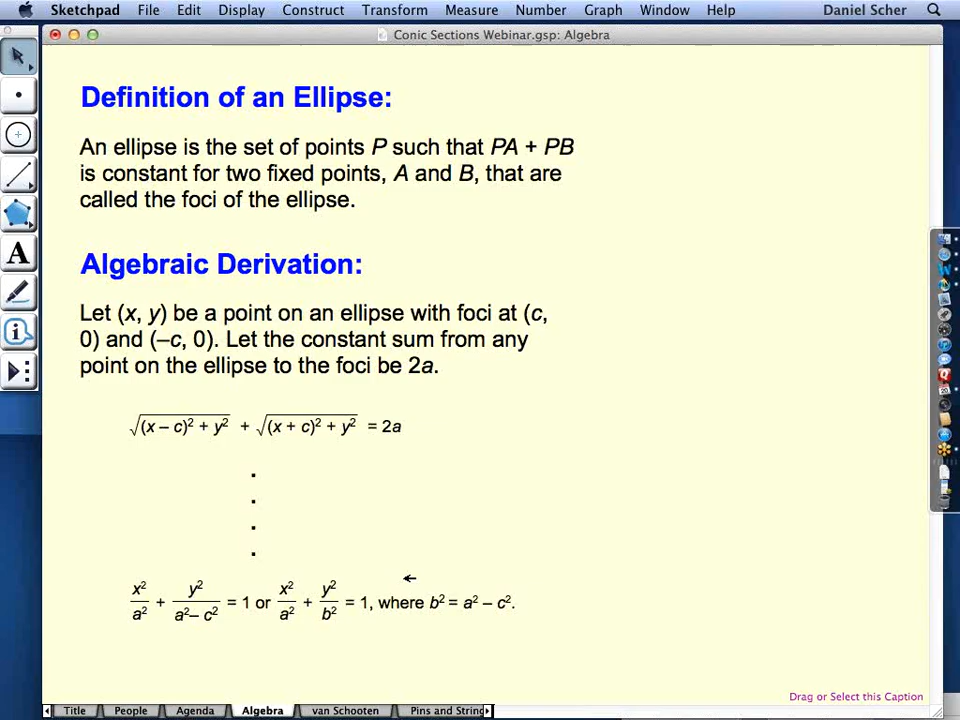 Sketchpad File Edit Display Construct Transform Measure Number Graph Window Help Daniel Scher
Conic Sections Webinar.gsp: Algebra
Definition of an Ellipse:
An ellipse is the set of points P such that PA + PB
is constant for two fixed points, A and B, that are
called the foci of the ellipse.
Algebraic Derivation:
Let (x, y) be a point on an ellipse with foci at (c,
0) and (–c, 0). Let the constant sum from any
point on the ellipse to the foci be 2a.
√(x – c)² + y² + √(x + c)² + y² = 2a
.
.
.
.
x²/a² + y²/a²– c² = 1 or x²/a² + y²/b² = 1, where b² = a² – c².
Drag or Select this Caption
Title People Agenda Algebra van Schooten Pins and String